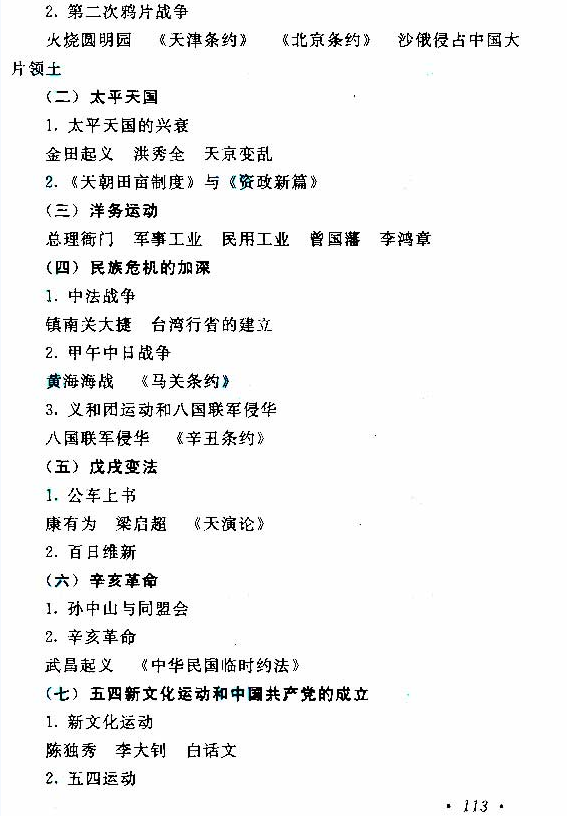 2. 第二次鸦片战争
火烧圆明园 《天津条约》 《北京条约》 沙俄侵占中国大
片领土
(二) 太平天国
1. 太平天国的兴衰
金田起义 洪秀全 天京变乱
2. 《天朝田亩制度》与《资政新篇》
(三) 洋务运动
总理衙门 军事工业 民用工业 曾国藩 李鸿章
(四) 民族危机的加深
1. 中法战争
镇南关大捷 台湾行省的建立
2. 甲午中日战争
黄海海战 《马关条约》
3. 义和团运动和八国联军侵华
八国联军侵华 《辛丑条约》
(五) 戊戌变法
1. 公车上书
康有为 梁启超 《天演论》
2. 百日维新
(六) 辛亥革命
1. 孙中山与同盟会
2. 辛亥革命
武昌起义 《中华民国临时约法》
(七) 五四新文化运动和中国共产党的成立
1. 新文化运动
陈独秀 李大钊 白话文
2. 五四运动
· 113 ·